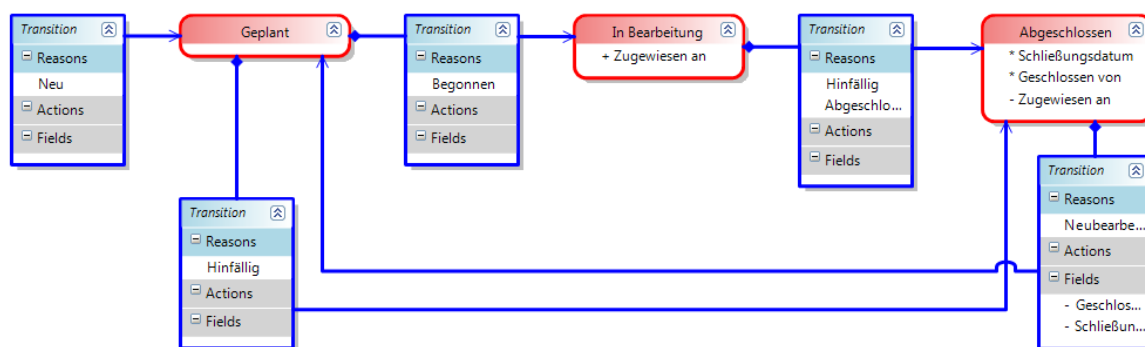 Transition
Reasons
Neu
Actions
Fields
Geplant
Transition
Reasons
Begonnen
Actions
Fields
In Bearbeitung
+ Zugewiesen an
Transition
Reasons
Hinfällig
Abgeschlo...
Actions
Fields
Abgeschlossen
* Schließungsdatum
* Geschlossen von
- Zugewiesen an
Transition
Reasons
Hinfällig
Actions
Fields
Transition
Reasons
Neubearbe...
Actions
Fields
- Geschlos...
- Schließun...